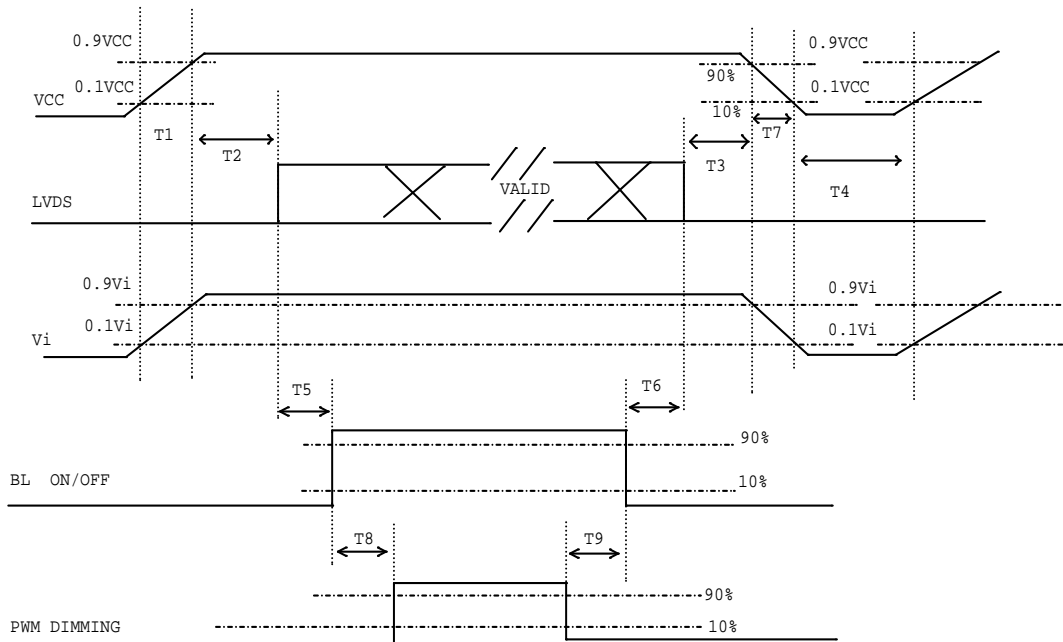 0.9VCC 0.9VCC
90%
0.1VCC 0.1VCC
VCC 10%
T1 T7
T2 T3
VALID T4
LVDS
0.9Vi 0.9Vi
0.1Vi 0.1Vi
Vi
T5 T6
90%
BL ON/OFF 10%
T8 T9
90%
PWM DIMMING 10%